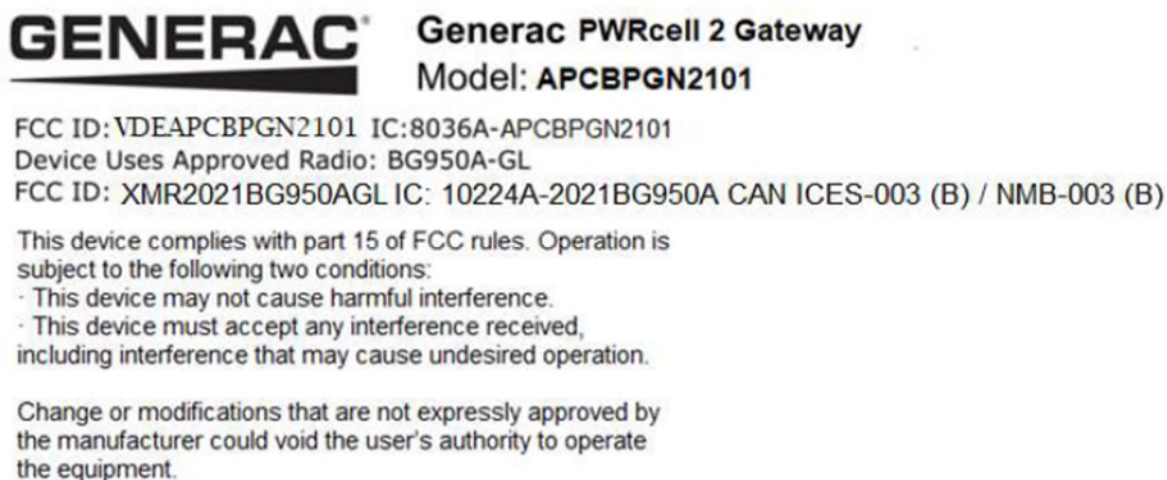 GENERAC®
Generac PWRcell 2 Gateway
Model: APCBPGN2101
FCC ID: VDEAPCBPGN2101 IC:8036A-APCBPGN2101
Device Uses Approved Radio: BG950A-GL
FCC ID: XMR2021BG950AGL IC: 10224A-2021BG950A CAN ICES-003 (B) / NMB-003 (B)
This device complies with part 15 of FCC rules. Operation is
subject to the following two conditions:
· This device may not cause harmful interference.
· This device must accept any interference received,
including interference that may cause undesired operation.
Change or modifications that are not expressly approved by
the manufacturer could void the user's authority to operate
the equipment.